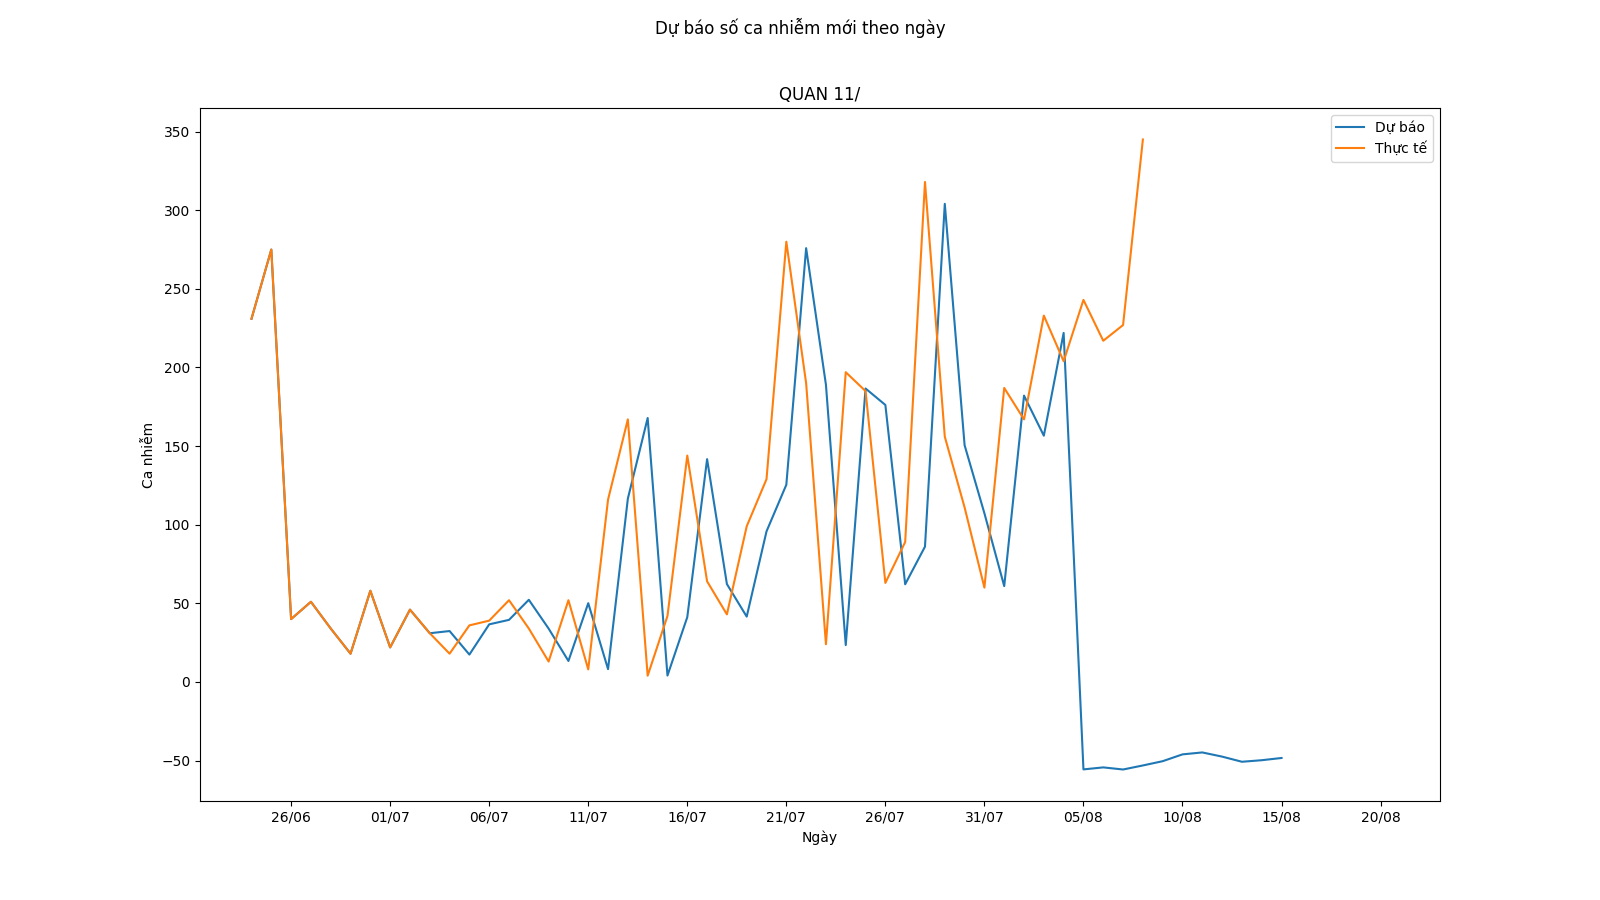 Dự báo số ca nhiễm mới theo ngày
QUAN 11/
Dự báo
Thực tế
Ca nhiễm
350
300
250
200
150
100
50
0
−50
26/06 01/07 06/07 11/07 16/07 21/07 26/07 31/07 05/08 10/08 15/08 20/08
Ngày